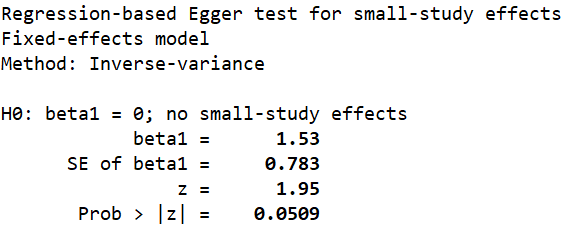 Regression-based Egger test for small-study effects
Fixed-effects model
Method: Inverse-variance
H0: beta1 = 0; no small-study effects
beta1 = 1.53
SE of beta1 = 0.783
z = 1.95
Prob > |z| = 0.0509